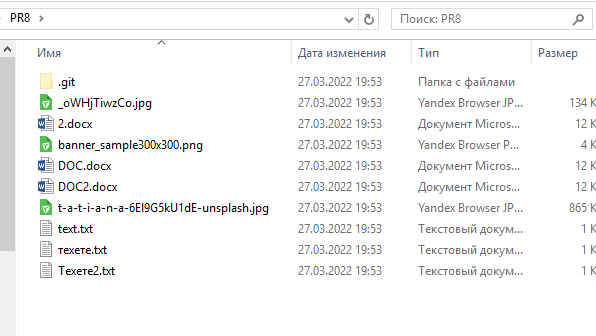 PR8
Поиск: PR8
Имя Дата изменения Тип Размер
.git 27.03.2022 19:53 Папка с файлами
_oWHjTiwzCo.jpg 27.03.2022 19:53 Yandex Browser JP... 134 К
2.docx 27.03.2022 19:53 Документ Micros... 12 К
banner_sample300x300.png 27.03.2022 19:53 Yandex Browser P... 4 К
DOC.docx 27.03.2022 19:53 Документ Micros... 12 К
DOC2.docx 27.03.2022 19:53 Документ Micros... 12 К
t-a-t-i-a-n-a-6EI9G5kU1dE-unsplash.jpg 27.03.2022 19:53 Yandex Browser JP... 865 К
text.txt 27.03.2022 19:53 Текстовый докум... 1 К
техете.txt 27.03.2022 19:53 Текстовый докум... 1 К
Техете2.txt 27.03.2022 19:53 Текстовый докум... 1 К